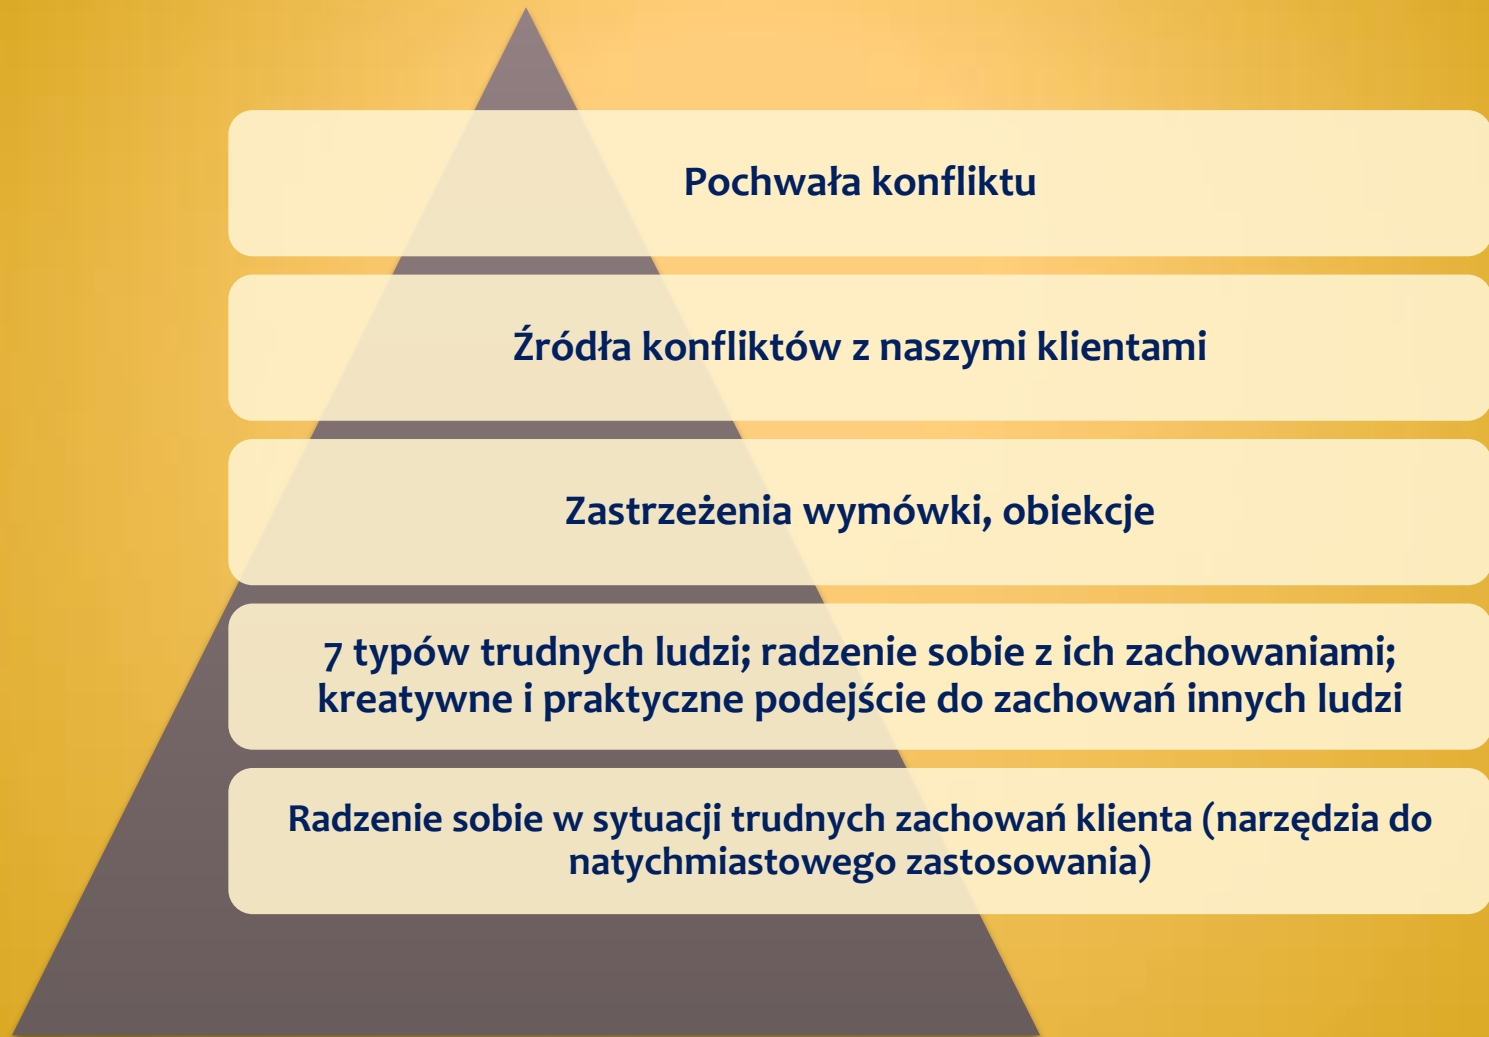 Pochwała konfliktu
Źródła konfliktów z naszymi klientami
Zastrzeżenia wymówki, obiekcje
7 typów trudnych ludzi; radzenie sobie z ich zachowaniami;
kreatywne i praktyczne podejście do zachowań innych ludzi
Radzenie sobie w sytuacji trudnych zachowań klienta (narzędzia do
natychmiastowego zastosowania)